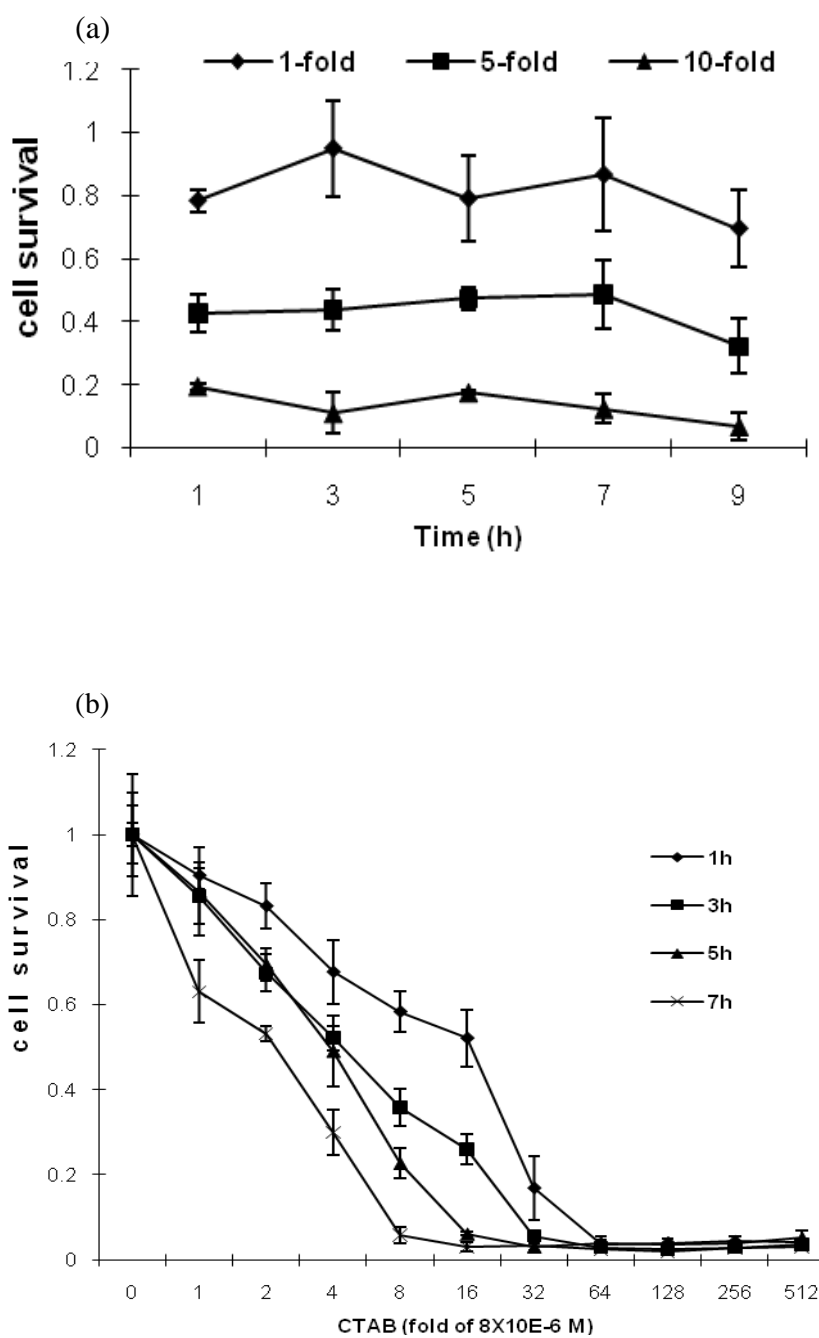 (a)
1-fold 5-fold 10-fold
1.2
1
0.8
0.6
0.4
0.2
0
cell survival
1 3 5 7 9
Time (h)
(b)
1.2
1
0.8
0.6
0.4
0.2
0
cell survival
1h
3h
5h
7h
0 1 2 4 8 16 32 64 128 256 512
CTAB (fold of 8X10E-6 M)